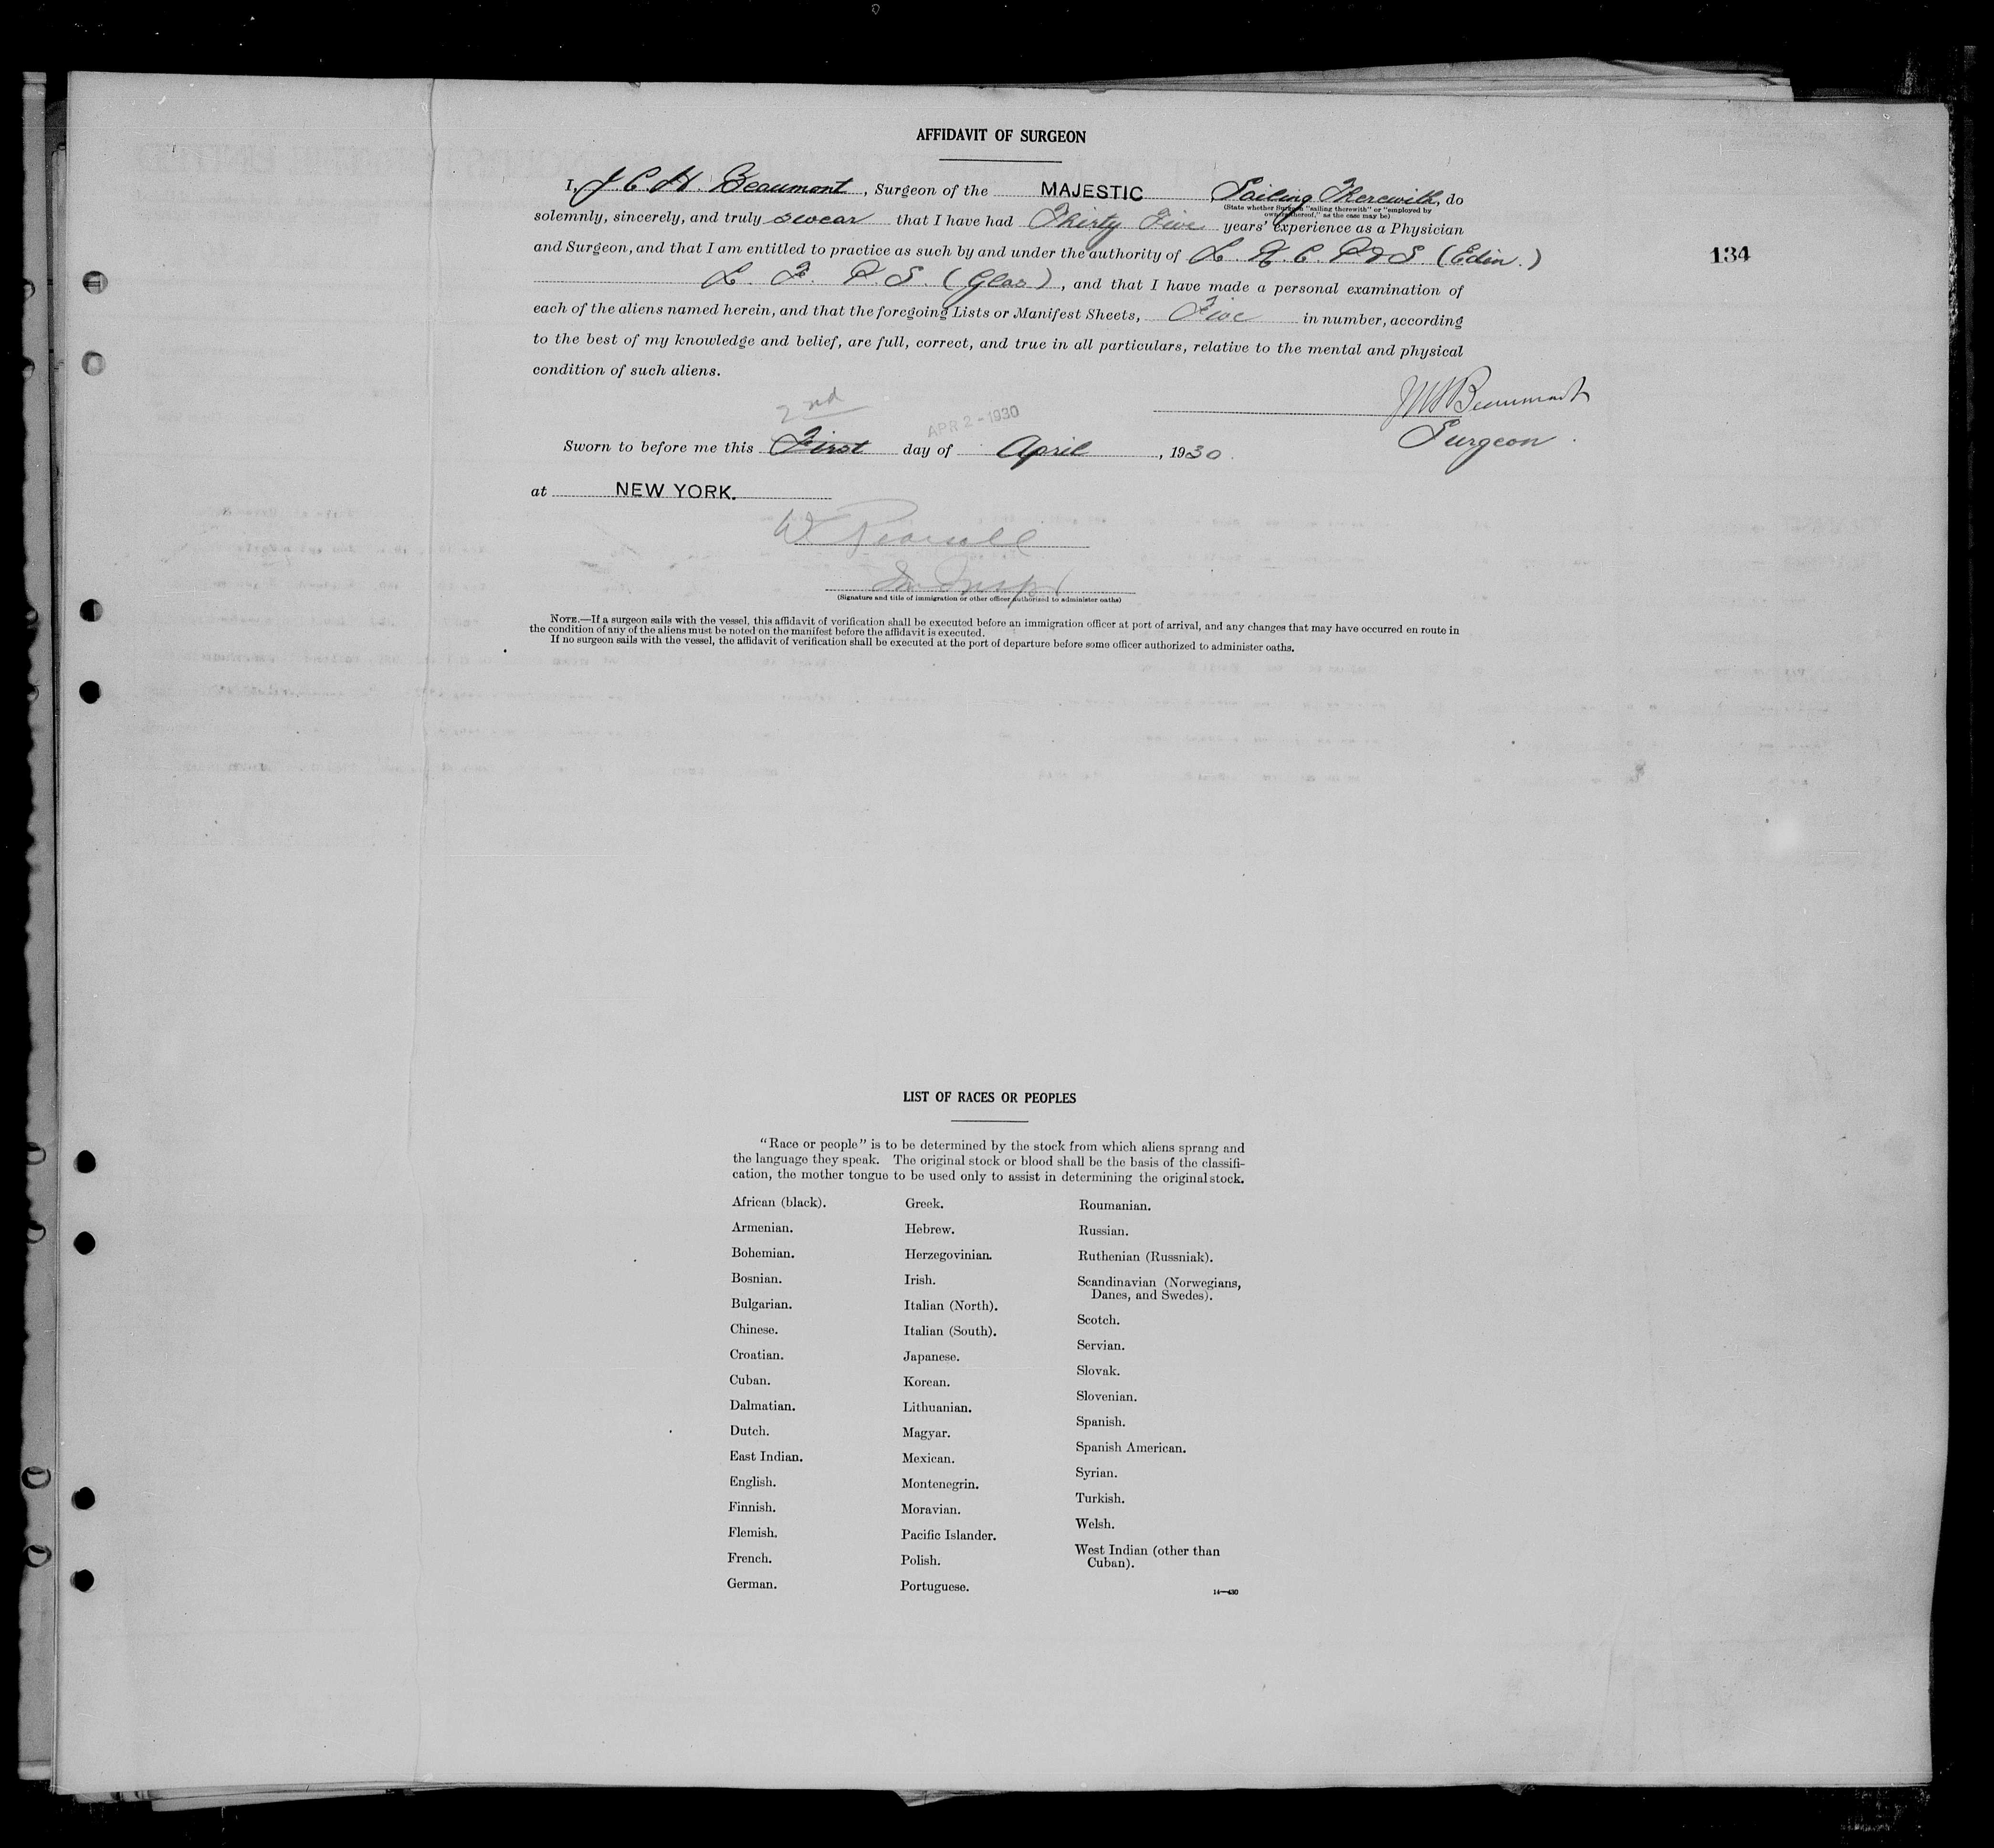 AFFIDAVIT OF SURGEON
I, J. C. H. Beaumont, Surgeon of the MAJESTIC Sailing Therewith, do
(State whether Surgeon "sailing therewith" or "employed by
owners thereof," as the case may be)
solemnly, sincerely, and truly swear that I have had Thirty Five years' experience as a Physician
and Surgeon, and that I am entitled to practice as such by and under the authority of L. R. C. P & S. (Edin.)
L. F. P. S. (Glas), and that I have made a personal examination of
134
each of the aliens named herein, and that the foregoing Lists or Manifest Sheets, Five in number, according
to the best of my knowledge and belief, are full, correct, and true in all particulars, relative to the mental and physical
condition of such aliens.
Beaumont
Surgeon.
2nd
APR 2-1930
Sworn to before me this First day of April, 1930.
at NEW YORK.
W.
(Signature and title of immigration or other officer authorized to administer oaths)
NOTE.—If a surgeon sails with the vessel, this affidavit of verification shall be executed before an immigration officer at port of arrival, and any changes that may have occurred en route in
the condition of any of the aliens must be noted on the manifest before the affidavit is executed.
If no surgeon sails with the vessel, the affidavit of verification shall be executed at the port of departure before some officer authorized to administer oaths.
LIST OF RACES OR PEOPLES
"Race or people" is to be determined by the stock from which aliens sprang and
the language they speak. The original stock or blood shall be the basis of the classifi-
cation, the mother tongue to be used only to assist in determining the original stock.
African (black).
Armenian.
Bohemian.
Bosnian.
Bulgarian.
Chinese.
Croatian.
Cuban.
Dalmatian.
Dutch.
East Indian.
English.
Finnish.
Flemish.
French.
German.
Greek.
Hebrew.
Herzegovinian.
Irish.
Italian (North).
Italian (South).
Japanese.
Korean.
Lithuanian.
Magyar.
Mexican.
Montenegrin.
Moravian.
Pacific Islander.
Polish.
Portuguese.
Roumanian.
Russian.
Ruthenian (Russniak).
Scandinavian (Norwegians,
Danes, and Swedes).
Scotch.
Servian.
Slovak.
Slovenian.
Spanish.
Spanish American.
Syrian.
Turkish.
Welsh.
West Indian (other than
Cuban).
14—430